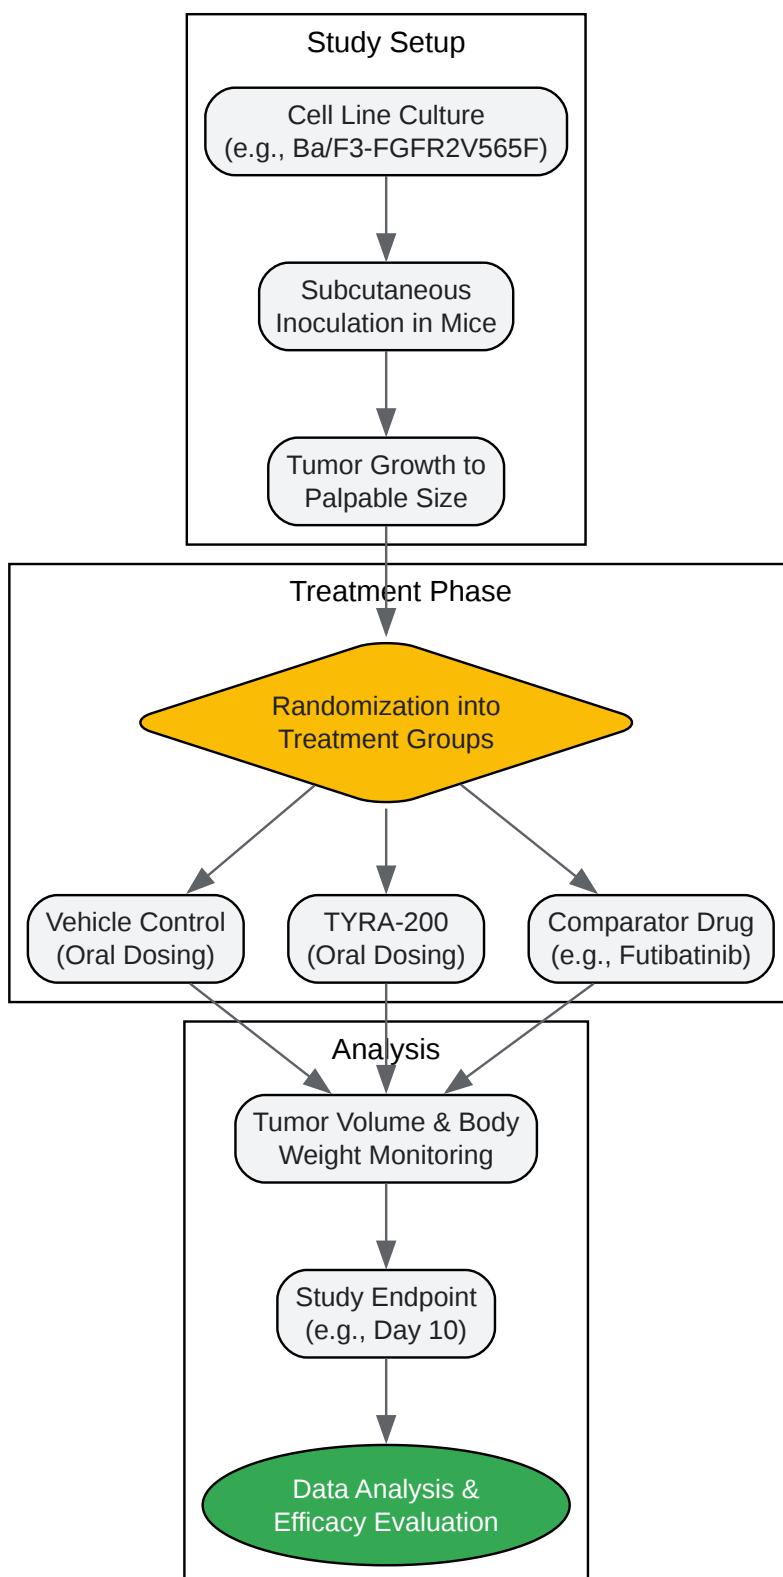 Study Setup
Cell Line Culture
(e.g., Ba/F3-FGFR2V565F)
Subcutaneous
Inoculation in Mice
Tumor Growth to
Palpable Size
Treatment Phase
Randomization into
Treatment Groups
Vehicle Control
(Oral Dosing)
TYRA-200
(Oral Dosing)
Comparator Drug
(e.g., Futibatinib)
Analysis
Tumor Volume & Body
Weight Monitoring
Study Endpoint
(e.g., Day 10)
Data Analysis &
Efficacy Evaluation